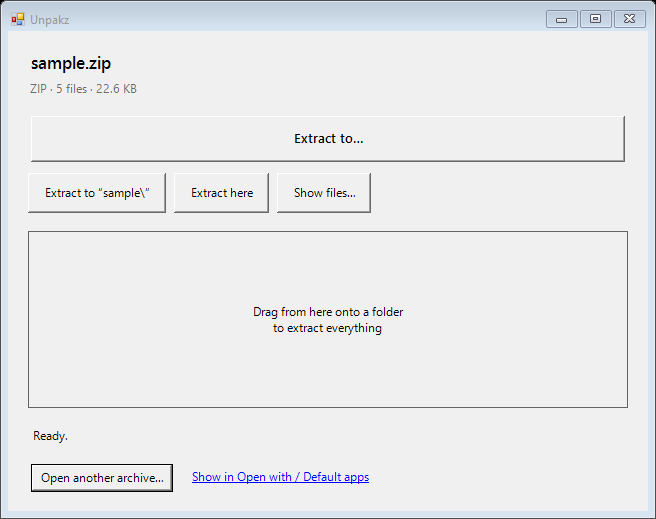 Unpakz
sample.zip
ZIP · 5 files · 22.6 KB
Extract to...
Extract to “sample\”
Extract here
Show files...
Drag from here onto a folder
to extract everything
Ready.
Open another archive...
Show in Open with / Default apps